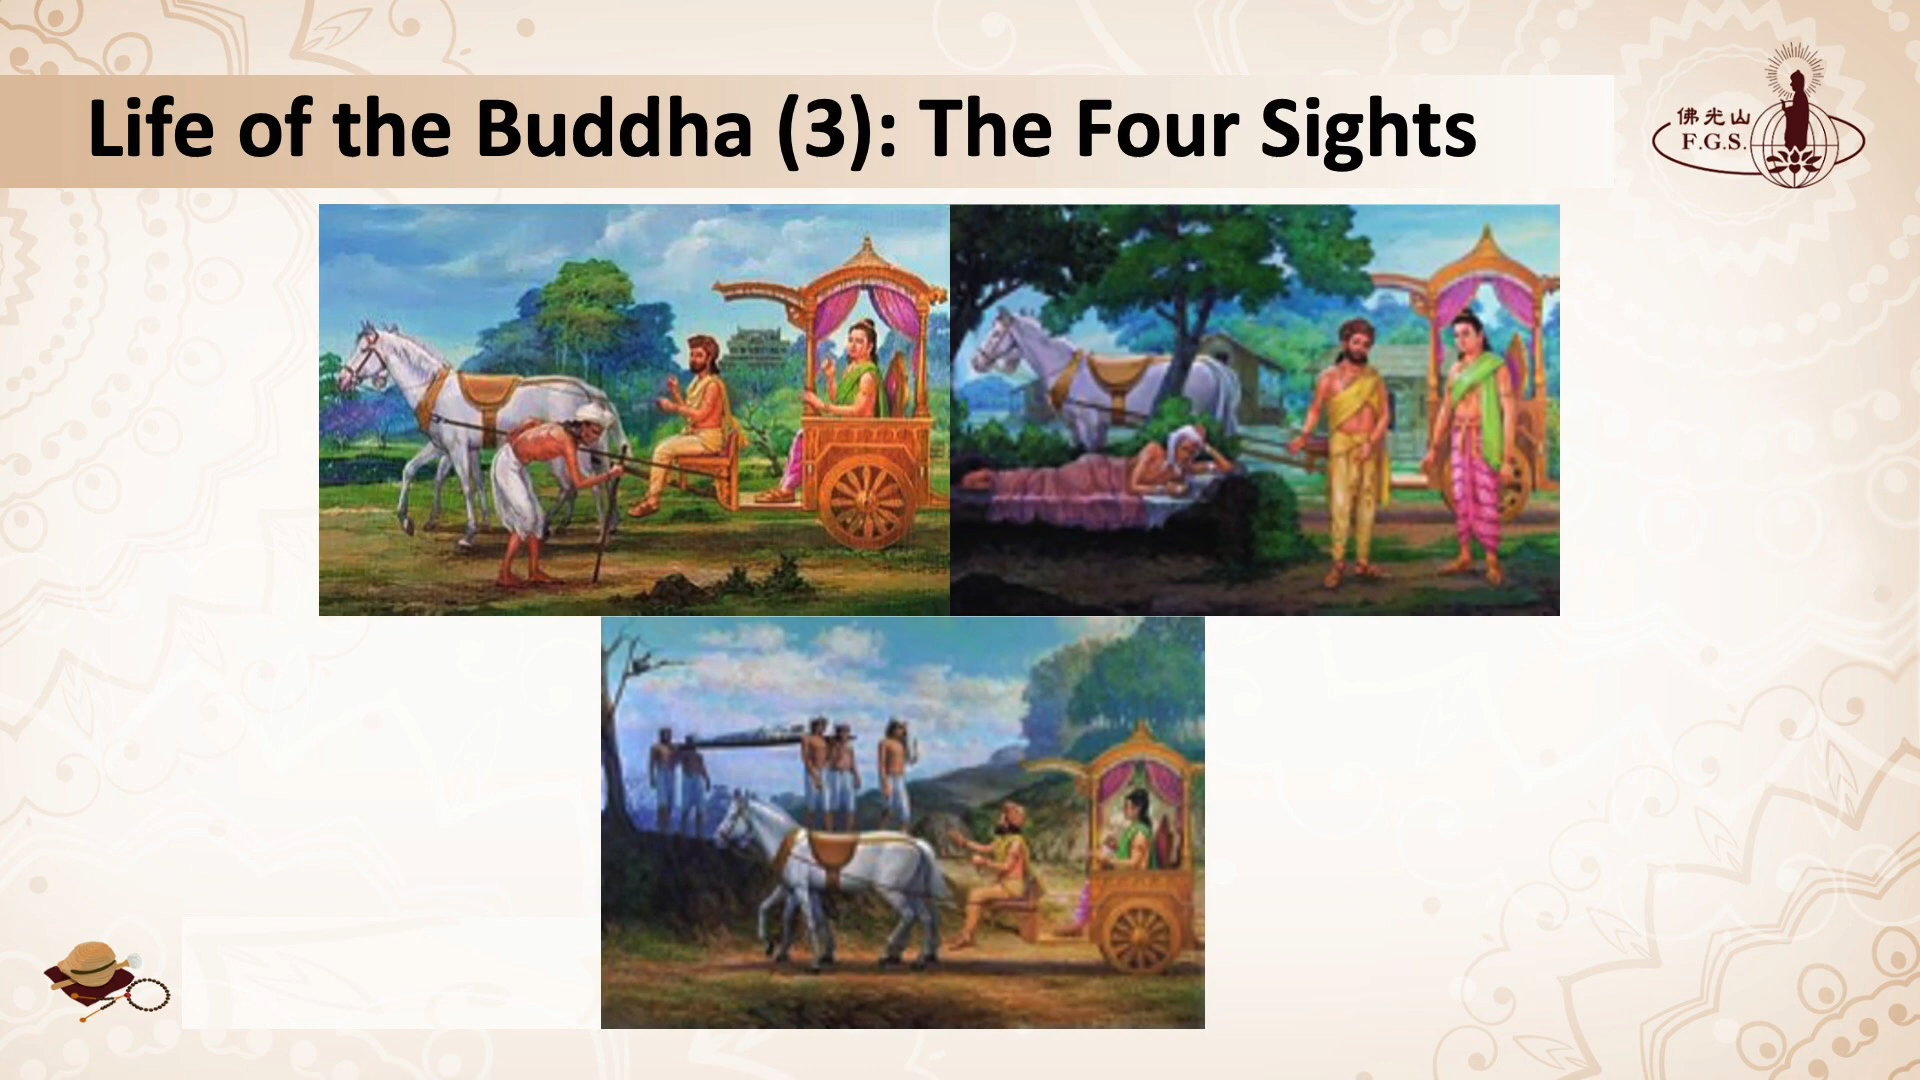 Life of the Buddha (3): The Four Sights
佛光山
F.G.S.